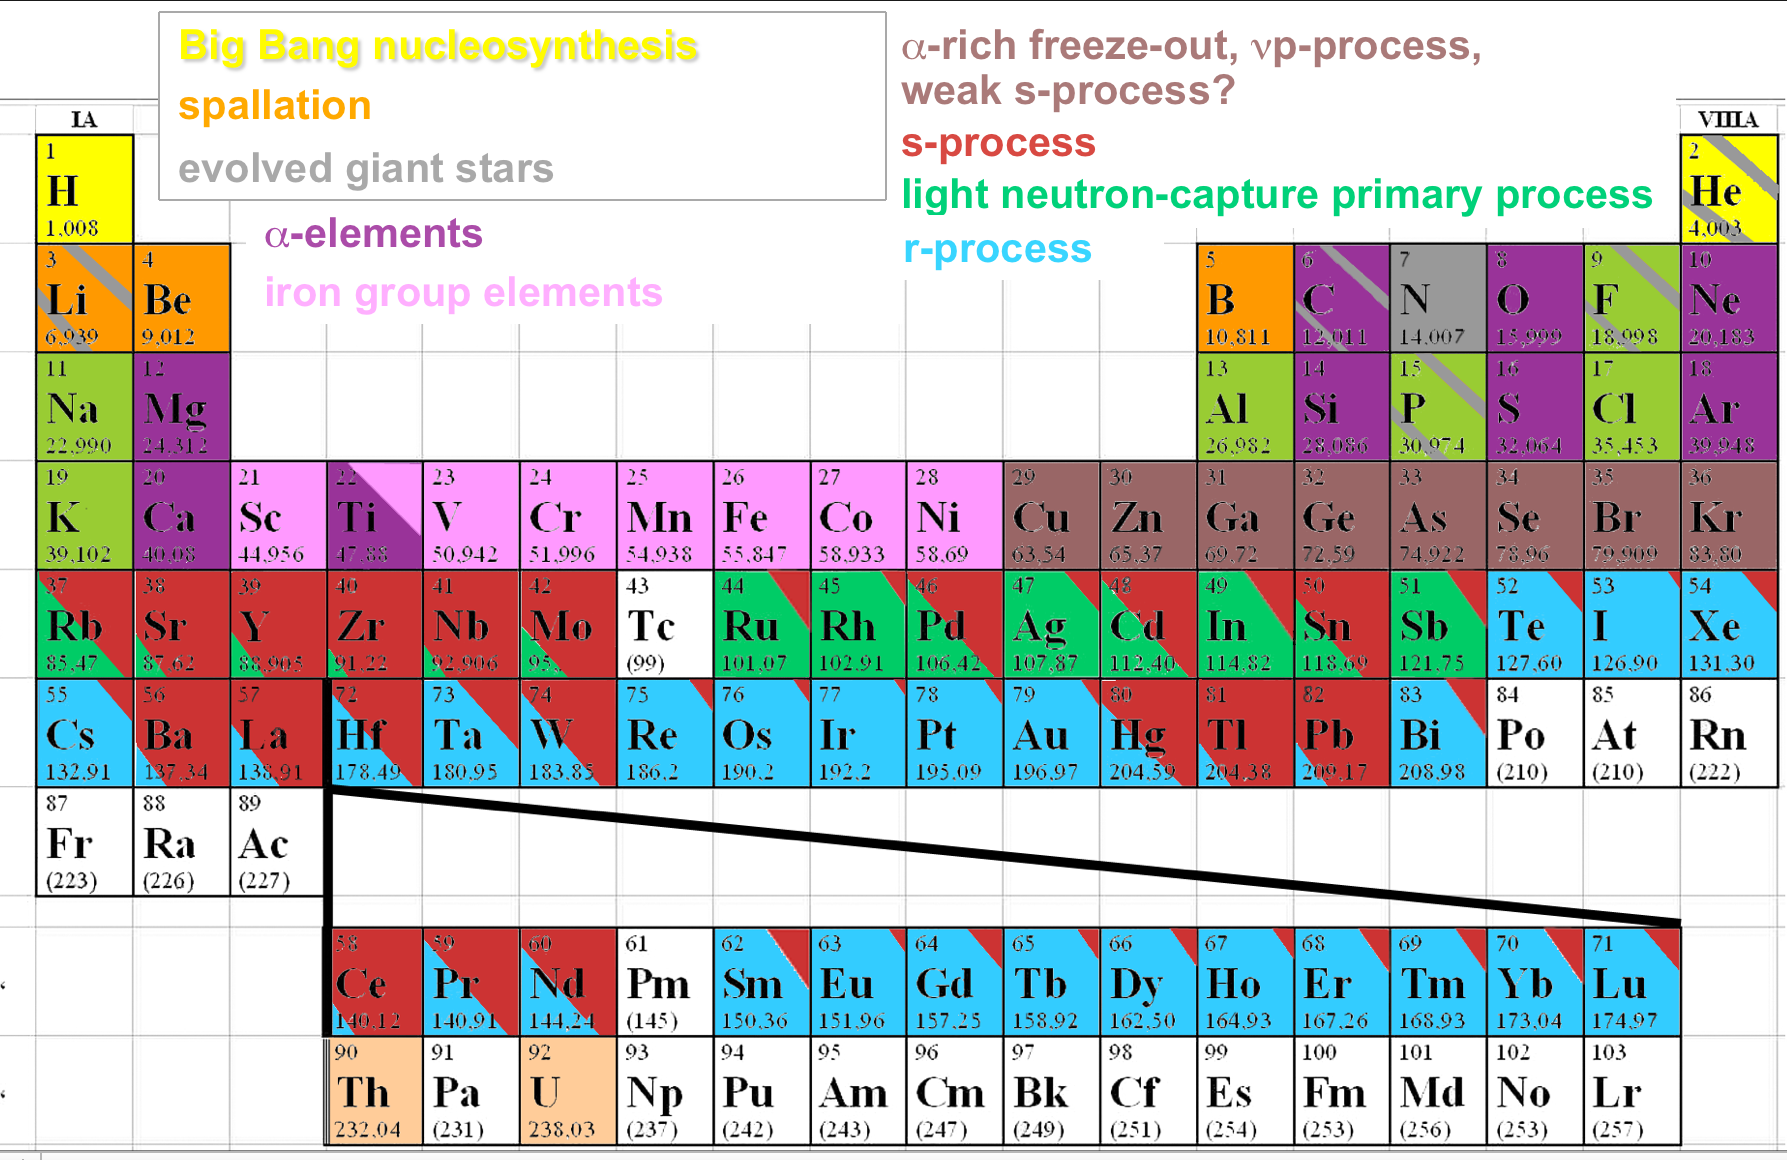 Big Bang nucleosynthesis
spallation
evolved giant stars
α-elements
iron group elements
α-rich freeze-out, νp-process,
weak s-process?
s-process
light neutron-capture primary process
r-process
IA
VIIIA
1 2
H He
1,008 4,003
3 4 5 6 7 8 9 10
Li Be B C N O F Ne
6,939 9,012 10,811 12,011 14,007 15,999 18,998 20,183
11 12 13 14 15 16 17 18
Na Mg Al Si P S Cl Ar
22,990 24,312 26,982 28,086 30,974 32,064 35,453 39,948
19 20 21 22 23 24 25 26 27 28 29 30 31 32 33 34 35 36
K Ca Sc Ti V Cr Mn Fe Co Ni Cu Zn Ga Ge As Se Br Kr
39,102 40,08 44,956 47,88 50,942 51,996 54,938 55,847 58,933 58,69 63,54 65,37 69,72 72,59 74,922 78,96 79,909 83,80
37 38 39 40 41 42 43 44 45 46 47 48 49 50 51 52 53 54
Rb Sr Y Zr Nb Mo Tc Ru Rh Pd Ag Cd In Sn Sb Te I Xe
85,47 87,62 88,905 91,22 92,906 95, (99) 101,07 102,91 106,42 107,87 112,40 114,82 118,69 121,75 127,60 126,90 131,30
55 56 57 72 73 74 75 76 77 78 79 80 81 82 83 84 85 86
Cs Ba La Hf Ta W Re Os Ir Pt Au Hg Tl Pb Bi Po At Rn
132,91 137,34 138,91 178,49 180,95 183,85 186,2 190,2 192,2 195,09 196,97 204,59 204,38 209,17 208,98 (210) (210) (222)
87 88 89
Fr Ra Ac
(223) (226) (227)
58 59 60 61 62 63 64 65 66 67 68 69 70 71
Ce Pr Nd Pm Sm Eu Gd Tb Dy Ho Er Tm Yb Lu
140,12 140,91 144,24 (145) 150,36 151,96 157,25 158,92 162,50 164,93 167,26 168,93 173,04 174,97
90 91 92 93 94 95 96 97 98 99 100 101 102 103
Th Pa U Np Pu Am Cm Bk Cf Es Fm Md No Lr
232,04 (231) 238,03 (237) (242) (243) (247) (249) (251) (254) (253) (256) (253) (257)